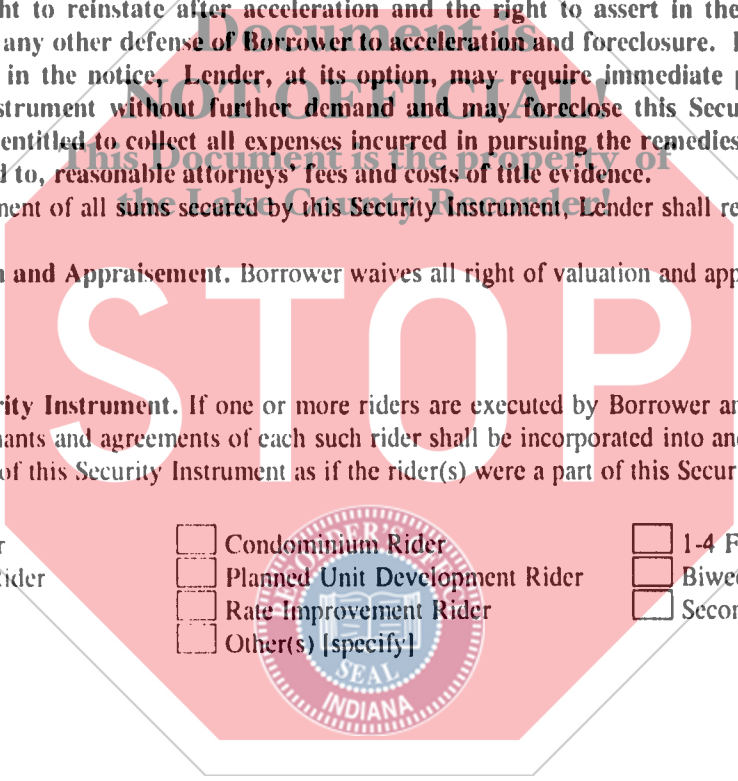 ht to reinstate after acceleration and the right to assert in the
Document is
any other defense of Borrower to acceleration and foreclosure.
in the notice, Lender, at its option, may require immediate
NOT OFFICIAL!
strument without further demand and may foreclose this Secu
entitled to collect all expenses incurred in pursuing the remedies
This Document is the property of
d to, reasonable attorneys' fees and costs of title evidence.
the Lake County Recorder!
nent of all sums secured by this Security Instrument, Lender shall re
n and Appraisement. Borrower waives all right of valuation and app
STOP
rity Instrument. If one or more riders are executed by Borrower an
nants and agreements of each such rider shall be incorporated into an
of this Security Instrument as if the rider(s) were a part of this Secur
r Condominium Rider 1-4 F
Rider Planned Unit Development Rider Biwe
Rate Improvement Rider Secon
Other(s) [specify]
SEAL
INDIANA